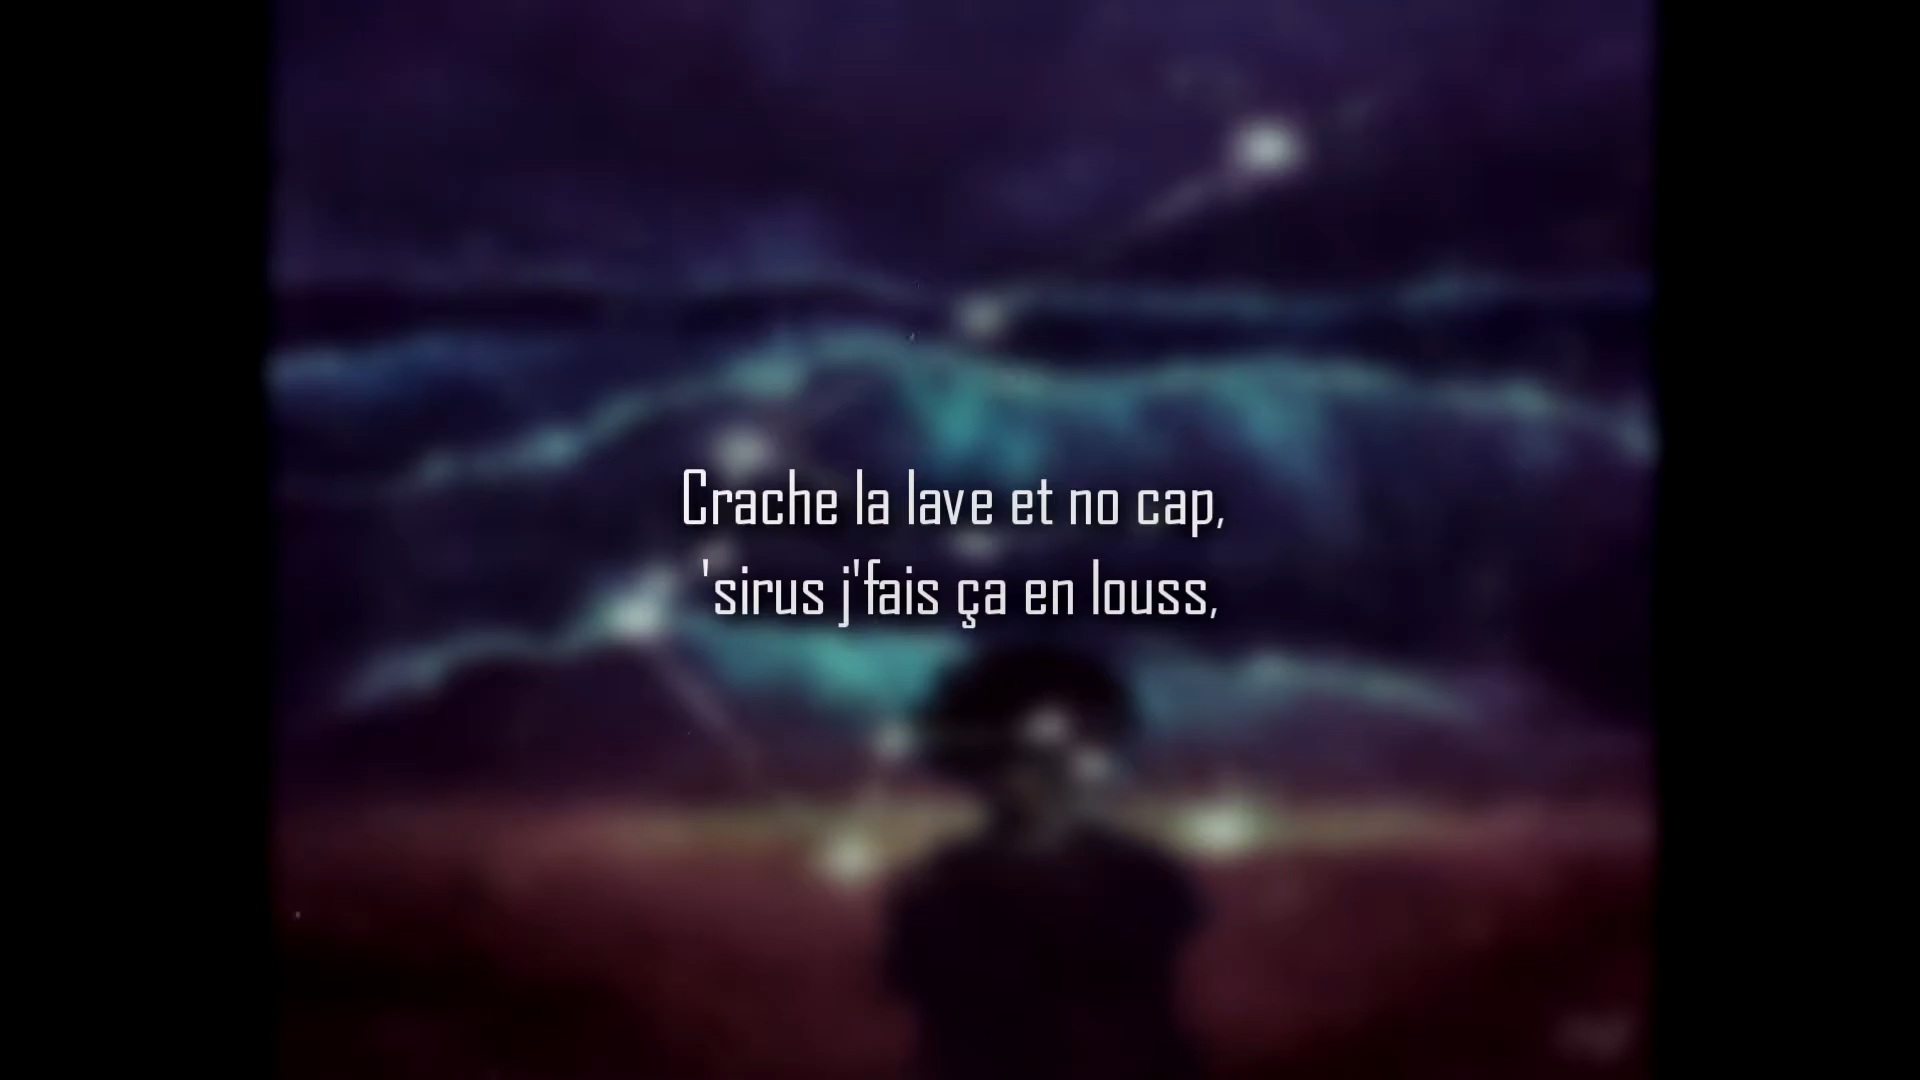 Crache la lave et no cap,
'sirus j'fais ça en louss,